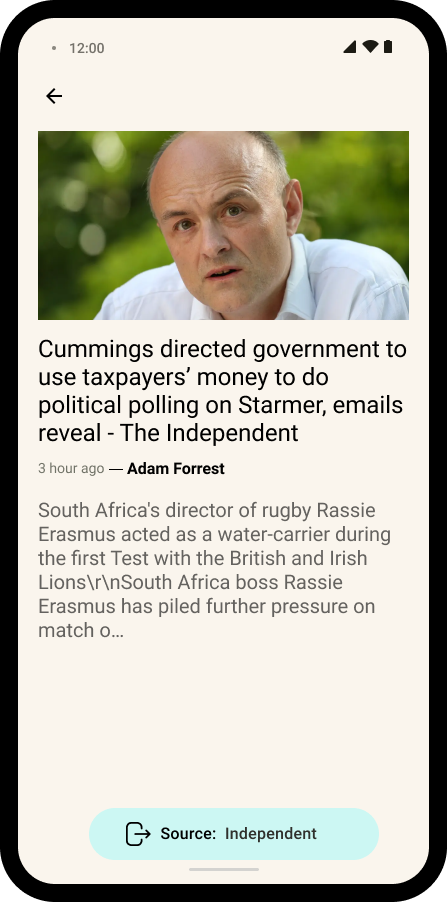 12:00
Cummings directed government to
use taxpayers’ money to do
political polling on Starmer, emails
reveal - The Independent
3 hour ago — Adam Forrest
South Africa's director of rugby Rassie
Erasmus acted as a water-carrier during
the first Test with the British and Irish
Lions\r\nSouth Africa boss Rassie
Erasmus has piled further pressure on
match o…
Source: Independent